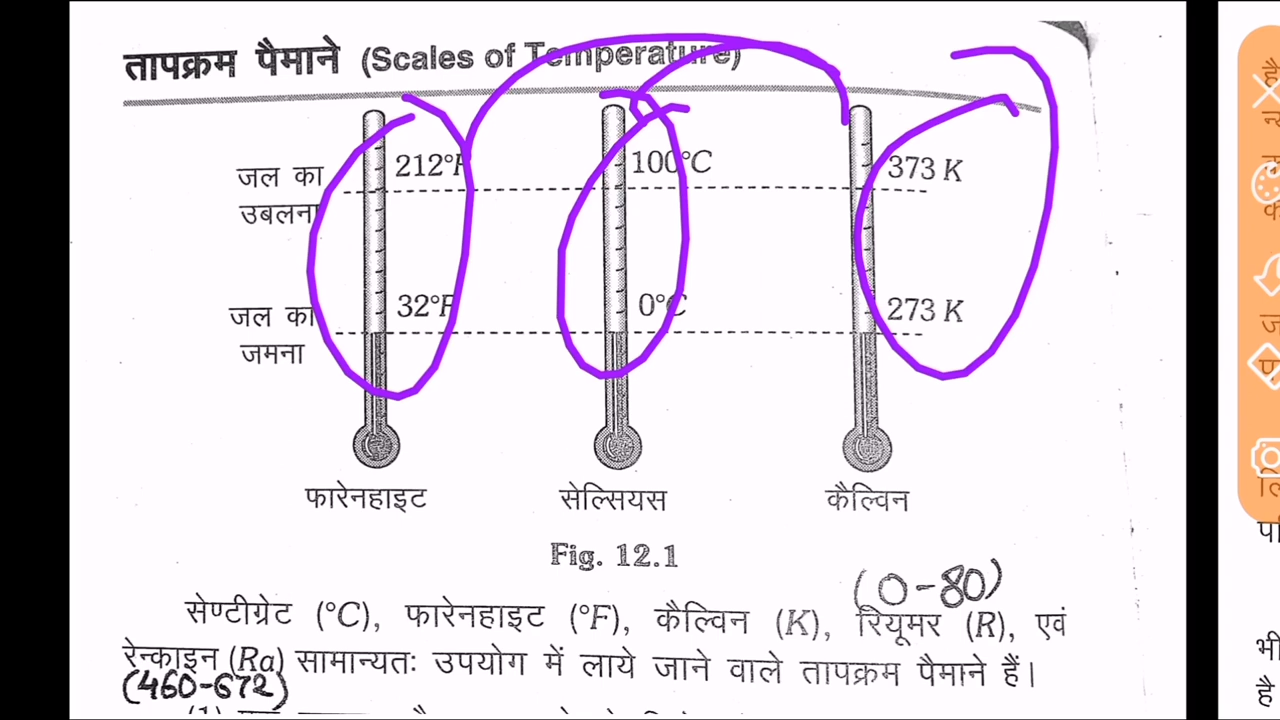 तापक्रम पैमाने (Scales of Temperature)
जल का
उबलना
212°F
100°C
373 K
जल का
जमना
32°F
0°C
273 K
फारेनहाइट
सेल्सियस
कैल्विन
Fig. 12.1
(0-80)
सेण्टीग्रेट (°C), फारेनहाइट (°F), कैल्विन (K), रियूमर (R), एवं
रेन्काइन (Ra) सामान्यतः उपयोग में लाये जाने वाले तापक्रम पैमाने हैं।
(460-672)
भी
है